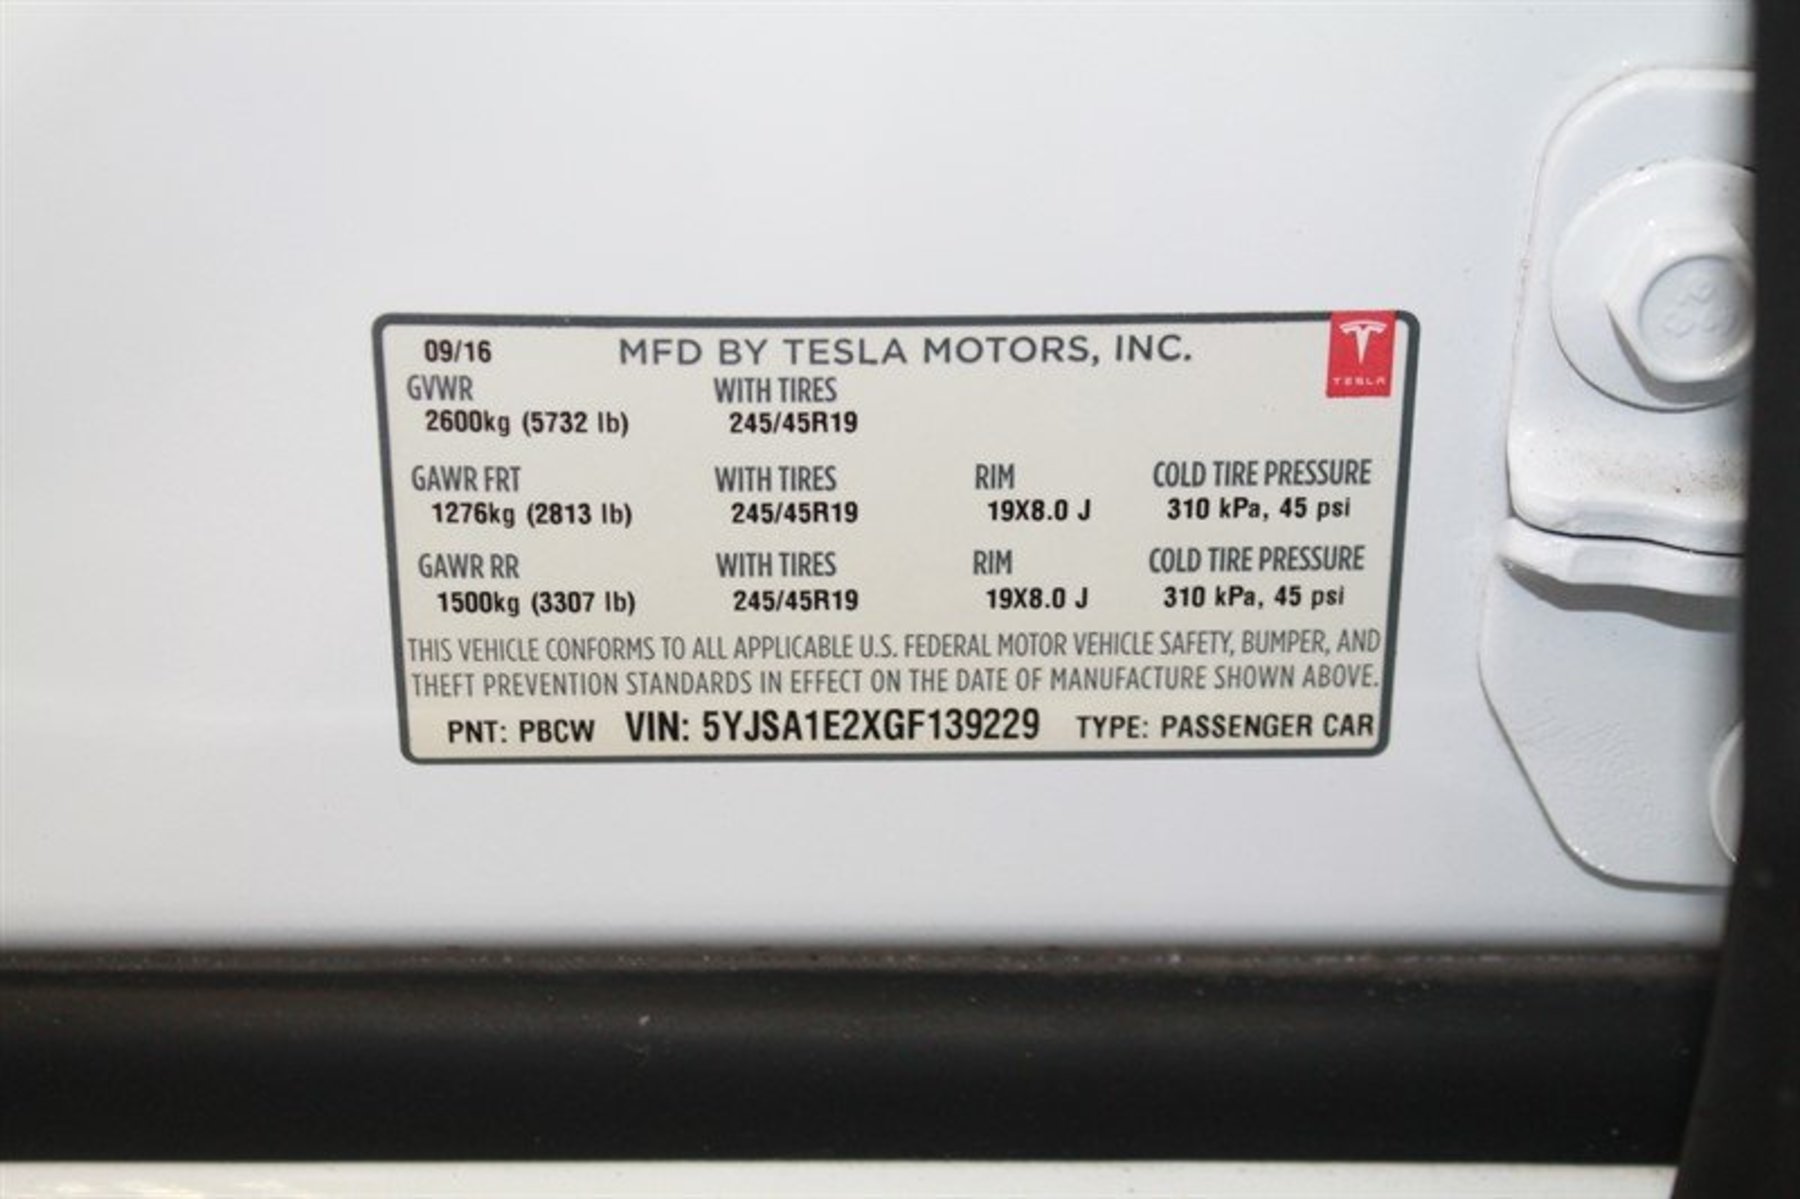 09/16 MFD BY TESLA MOTORS, INC.
TESLA
GVWR WITH TIRES
2600kg (5732 lb) 245/45R19
GAWR FRT WITH TIRES RIM COLD TIRE PRESSURE
1276kg (2813 lb) 245/45R19 19X8.0 J 310 kPa, 45 psi
GAWR RR WITH TIRES RIM COLD TIRE PRESSURE
1500kg (3307 lb) 245/45R19 19X8.0 J 310 kPa, 45 psi
THIS VEHICLE CONFORMS TO ALL APPLICABLE U.S. FEDERAL MOTOR VEHICLE SAFETY, BUMPER, AND
THEFT PREVENTION STANDARDS IN EFFECT ON THE DATE OF MANUFACTURE SHOWN ABOVE.
PNT: PBCW VIN: 5YJSA1E2XGF139229 TYPE: PASSENGER CAR